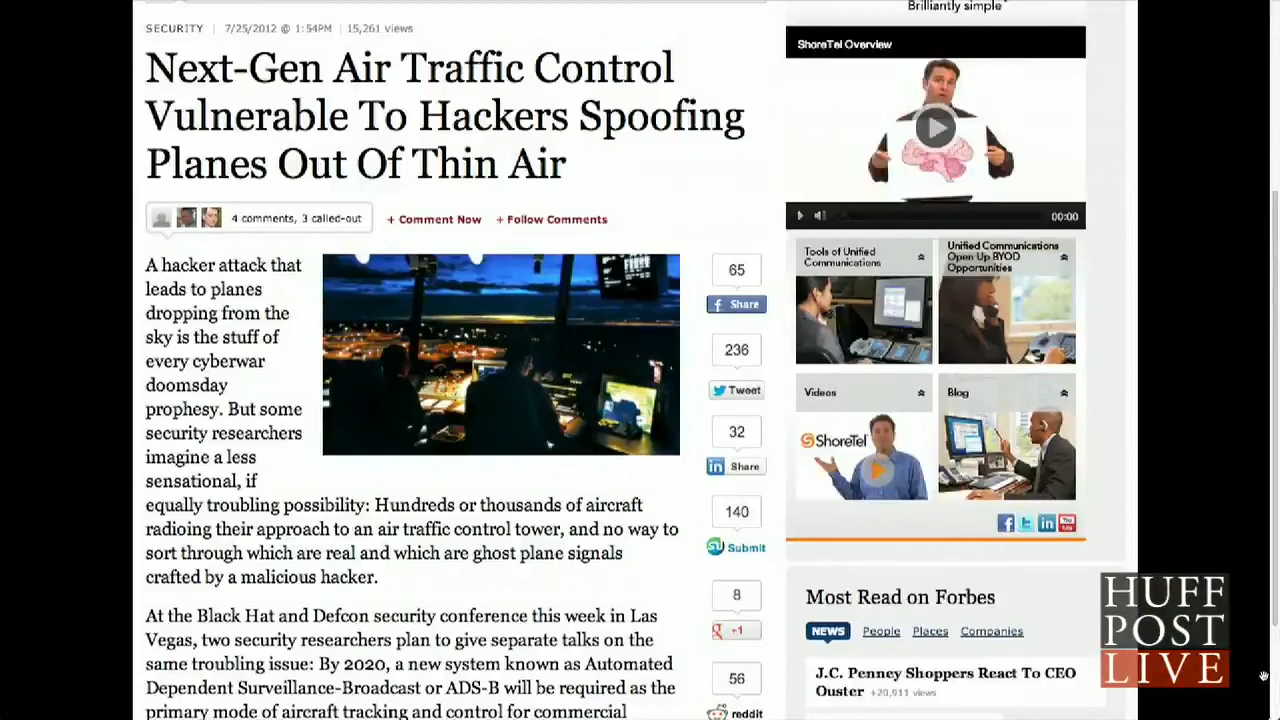 Brilliantly simple"
SECURITY | 7/25/2012 @ 1:54PM | 15,261 views
Next-Gen Air Traffic Control
Vulnerable To Hackers Spoofing
Planes Out Of Thin Air
4 comments, 3 called-out
+ Comment Now
+ Follow Comments
A hacker attack that
leads to planes
dropping from the
sky is the stuff of
every cyberwar
doomsday
prophesy. But some
security researchers
imagine a less
sensational, if
equally troubling possibility: Hundreds or thousands of aircraft
radioing their approach to an air traffic control tower, and no way to
sort through which are real and which are ghost plane signals
crafted by a malicious hacker.
At the Black Hat and Defcon security conference this week in Las
Vegas, two security researchers plan to give separate talks on the
same troubling issue: By 2020, a new system known as Automated
Dependent Surveillance-Broadcast or ADS-B will be required as the
primary mode of aircraft tracking and control for commercial
65
f Share
236
Tweet
32
in Share
140
Submit
8
g +1
56
reddit
ShoreTel Overview
00:00
Tools of Unified
Communications
Unified Communications
Open Up BYOD
Opportunities
Videos
Blog
ShoreTel
f t in You Tube
Most Read on Forbes
NEWS People Places Companies
J.C. Penney Shoppers React To CEO
Ouster +20,911 views
HUFF
POST
LIVE